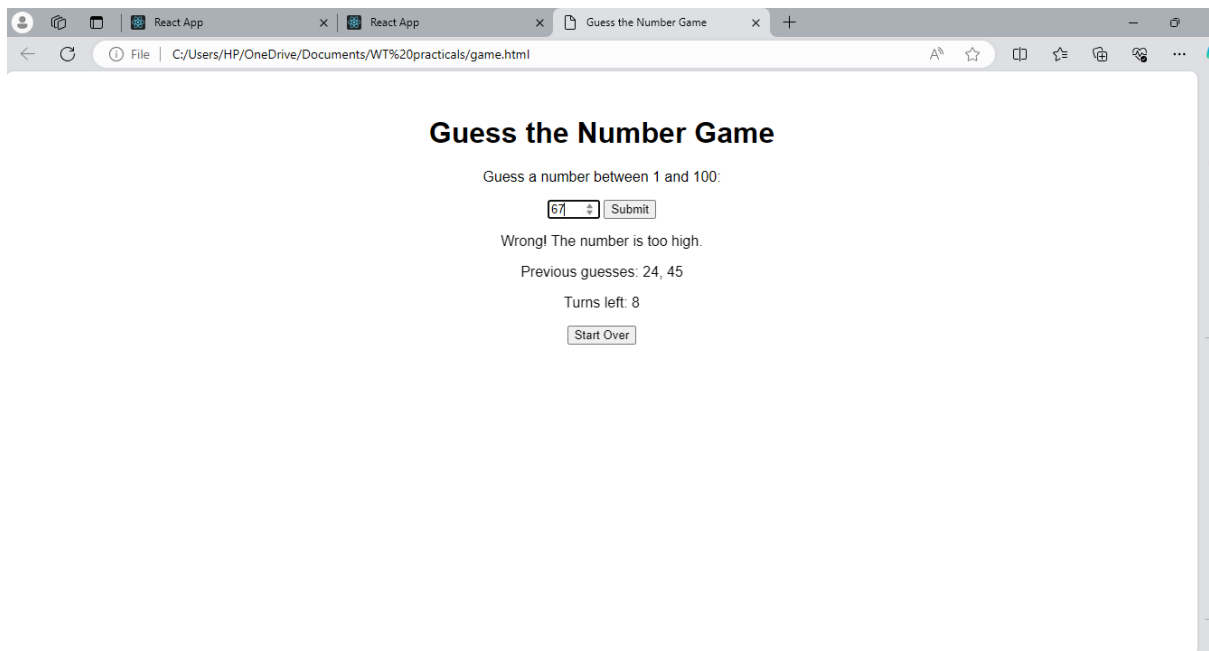 React App React App Guess the Number Game
File C:/Users/HP/OneDrive/Documents/WT%20practicals/game.html
Guess the Number Game
Guess a number between 1 and 100:
67 Submit
Wrong! The number is too high.
Previous guesses: 24, 45
Turns left: 8
Start Over